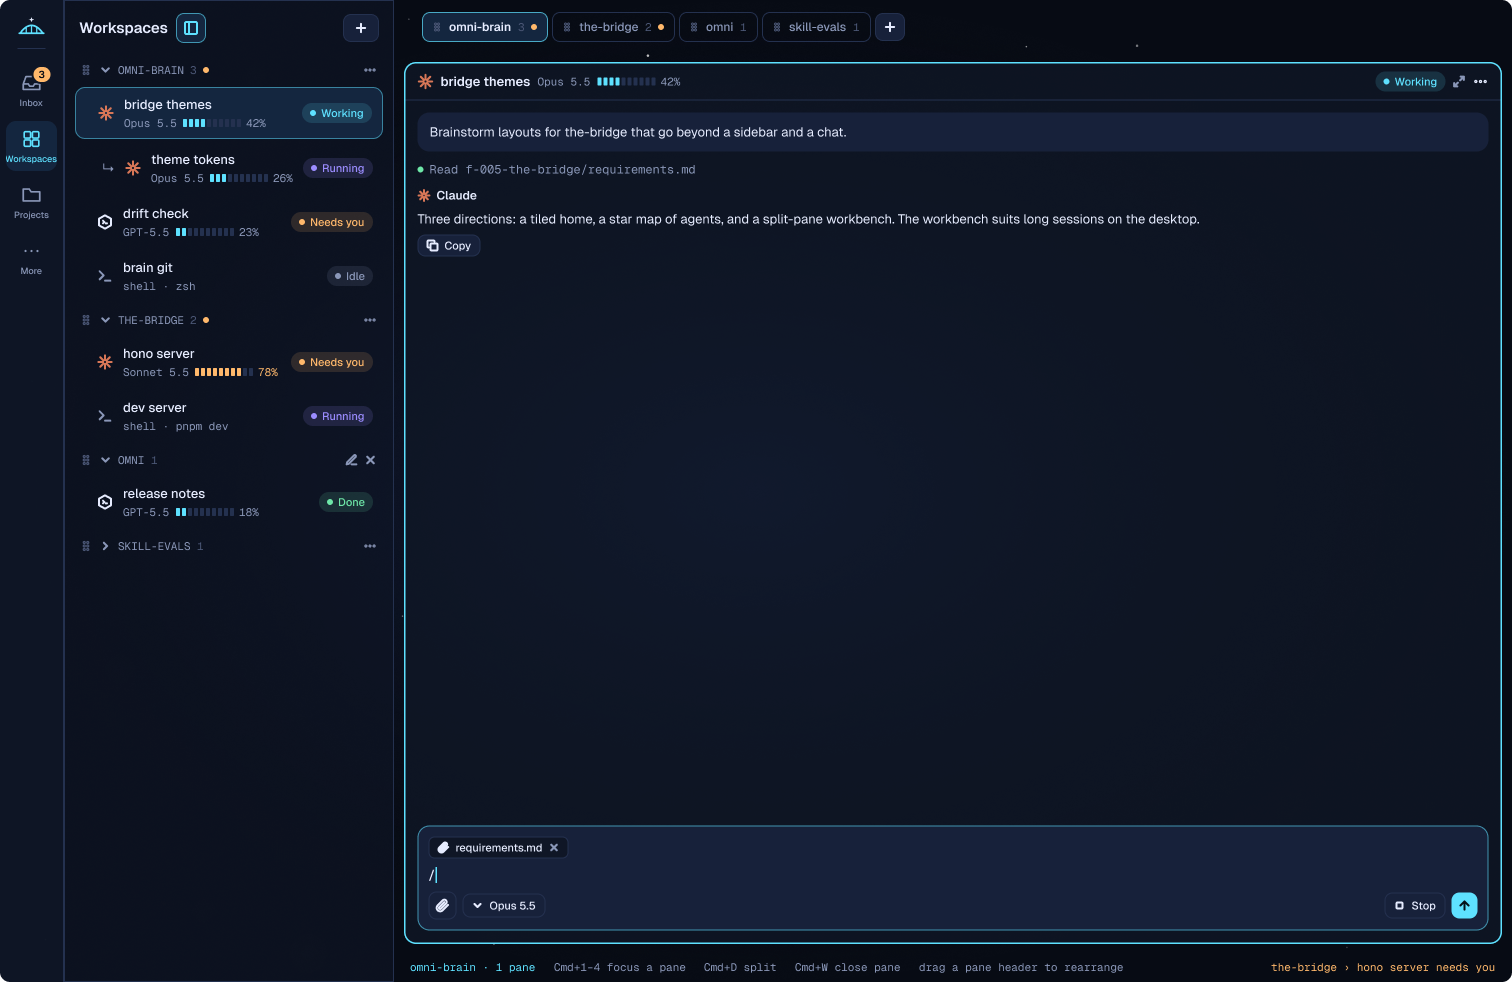 3
Inbox
Workspaces
Projects
More
Workspaces
OMNI-BRAIN 3
bridge themes
Opus 5.5 42%
Working
theme tokens
Opus 5.5 26%
Running
drift check
GPT-5.5 23%
Needs you
brain git
shell · zsh
Idle
THE-BRIDGE 2
hono server
Sonnet 5.5 78%
Needs you
dev server
shell · pnpm dev
Running
OMNI 1
release notes
GPT-5.5 18%
Done
SKILL-EVALS 1
omni-brain 3
the-bridge 2
omni 1
skill-evals 1
bridge themes Opus 5.5 42%
Working
Brainstorm layouts for the-bridge that go beyond a sidebar and a chat.
Read f-005-the-bridge/requirements.md
Claude
Three directions: a tiled home, a star map of agents, and a split-pane workbench. The workbench suits long sessions on the desktop.
Copy
requirements.md
/
Opus 5.5
Stop
omni-brain · 1 pane Cmd+1-4 focus a pane Cmd+D split Cmd+W close pane drag a pane header to rearrange
the-bridge › hono server needs you